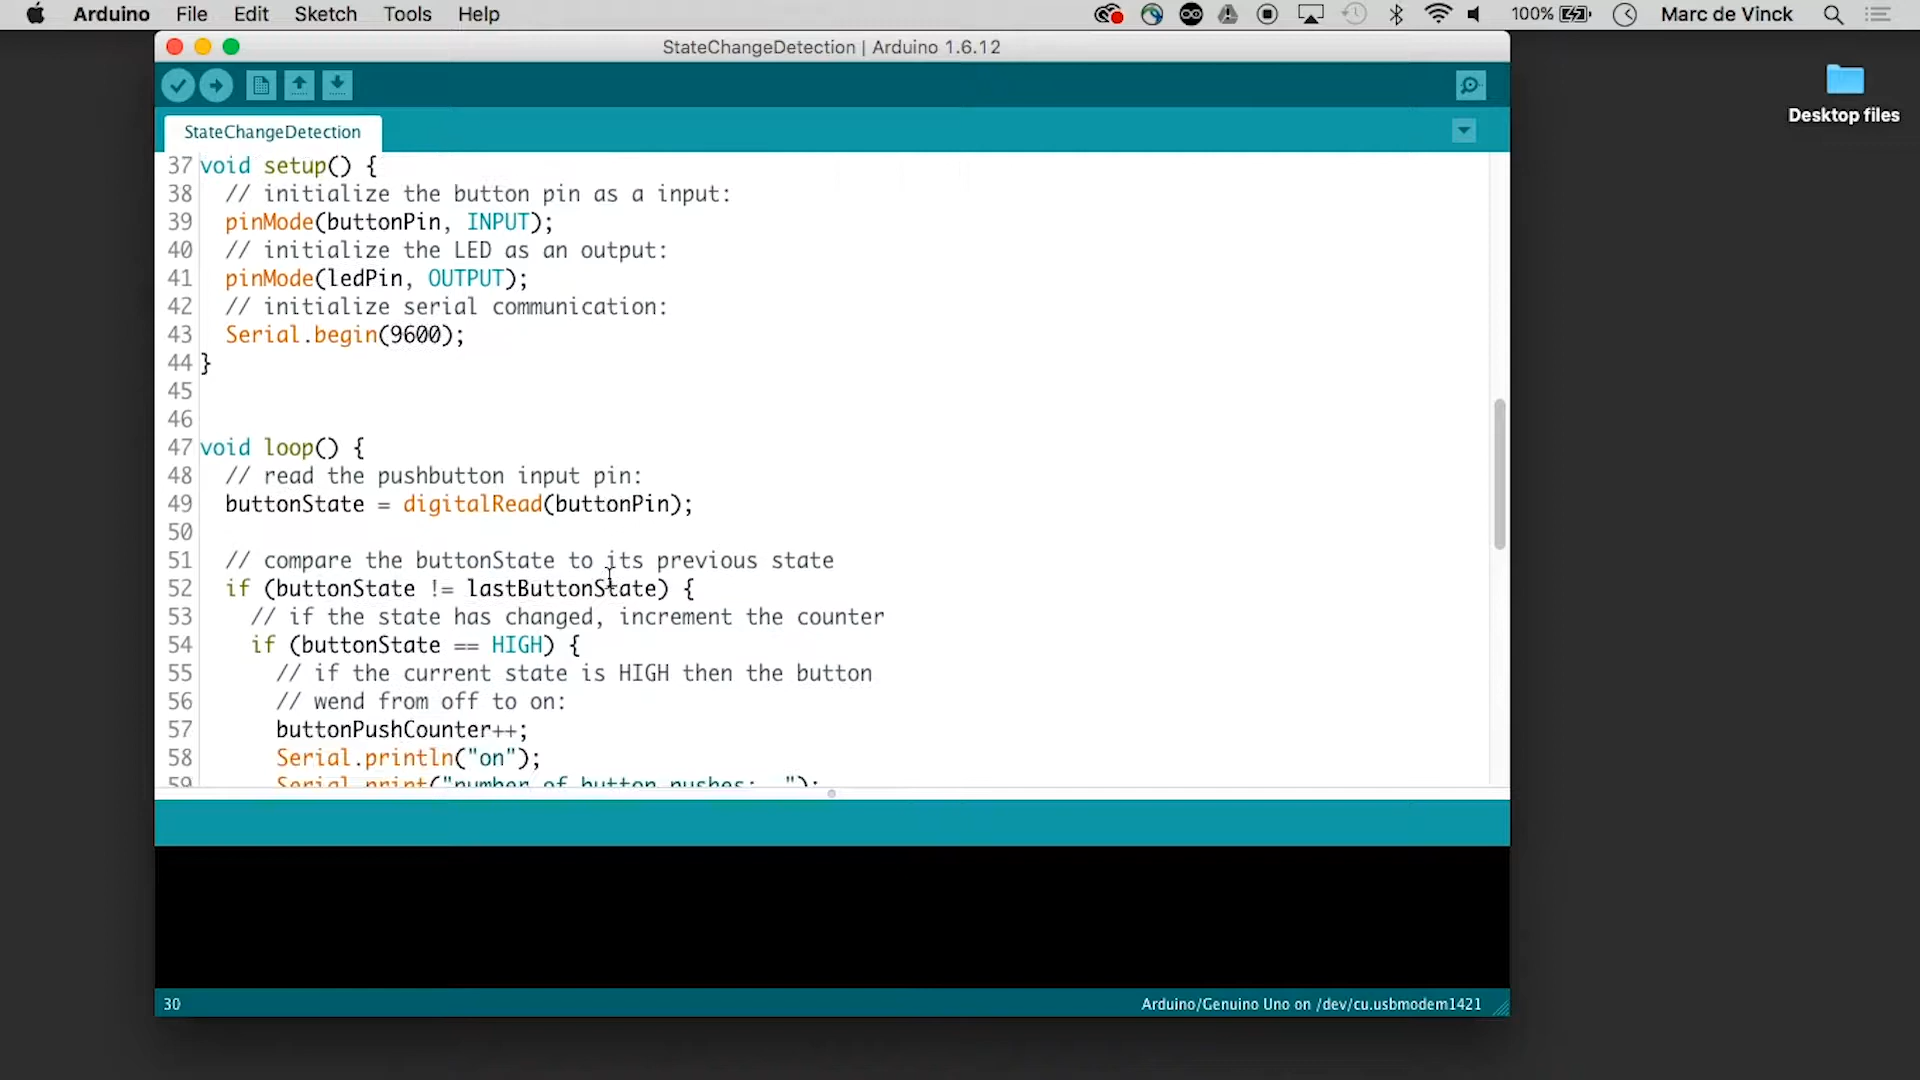 Arduino File Edit Sketch Tools Help 100% Marc de Vinck
StateChangeDetection | Arduino 1.6.12
Desktop files
StateChangeDetection
37 void setup() {
38 // initialize the button pin as a input:
39 pinMode(buttonPin, INPUT);
40 // initialize the LED as an output:
41 pinMode(ledPin, OUTPUT);
42 // initialize serial communication:
43 Serial.begin(9600);
44 }
45
46
47 void loop() {
48 // read the pushbutton input pin:
49 buttonState = digitalRead(buttonPin);
50
51 // compare the buttonState to its previous state
52 if (buttonState != lastButtonState) {
53 // if the state has changed, increment the counter
54 if (buttonState == HIGH) {
55 // if the current state is HIGH then the button
56 // wend from off to on:
57 buttonPushCounter++;
58 Serial.println("on");
59 Serial.print("number of button pushes:  ");
30 Arduino/Genuino Uno on /dev/cu.usbmodem1421